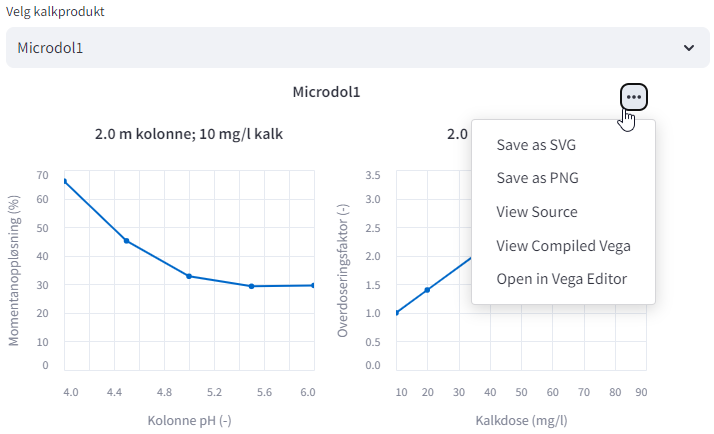 Velg kalkprodukt
Microdol1
Microdol1
2.0 m kolonne; 10 mg/l kalk
2.0
Save as SVG
Save as PNG
View Source
View Compiled Vega
Open in Vega Editor
Momentanoppløsning (%)
70
60
50
40
30
20
10
0
4.0 4.4 4.8 5.2 5.6 6.0
Kolonne pH (-)
Overdoseringsfaktor (-)
3.5
3.0
2.5
2.0
1.5
1.0
0.5
0.0
10 20 30 40 50 60 70 80 90
Kalkdose (mg/l)